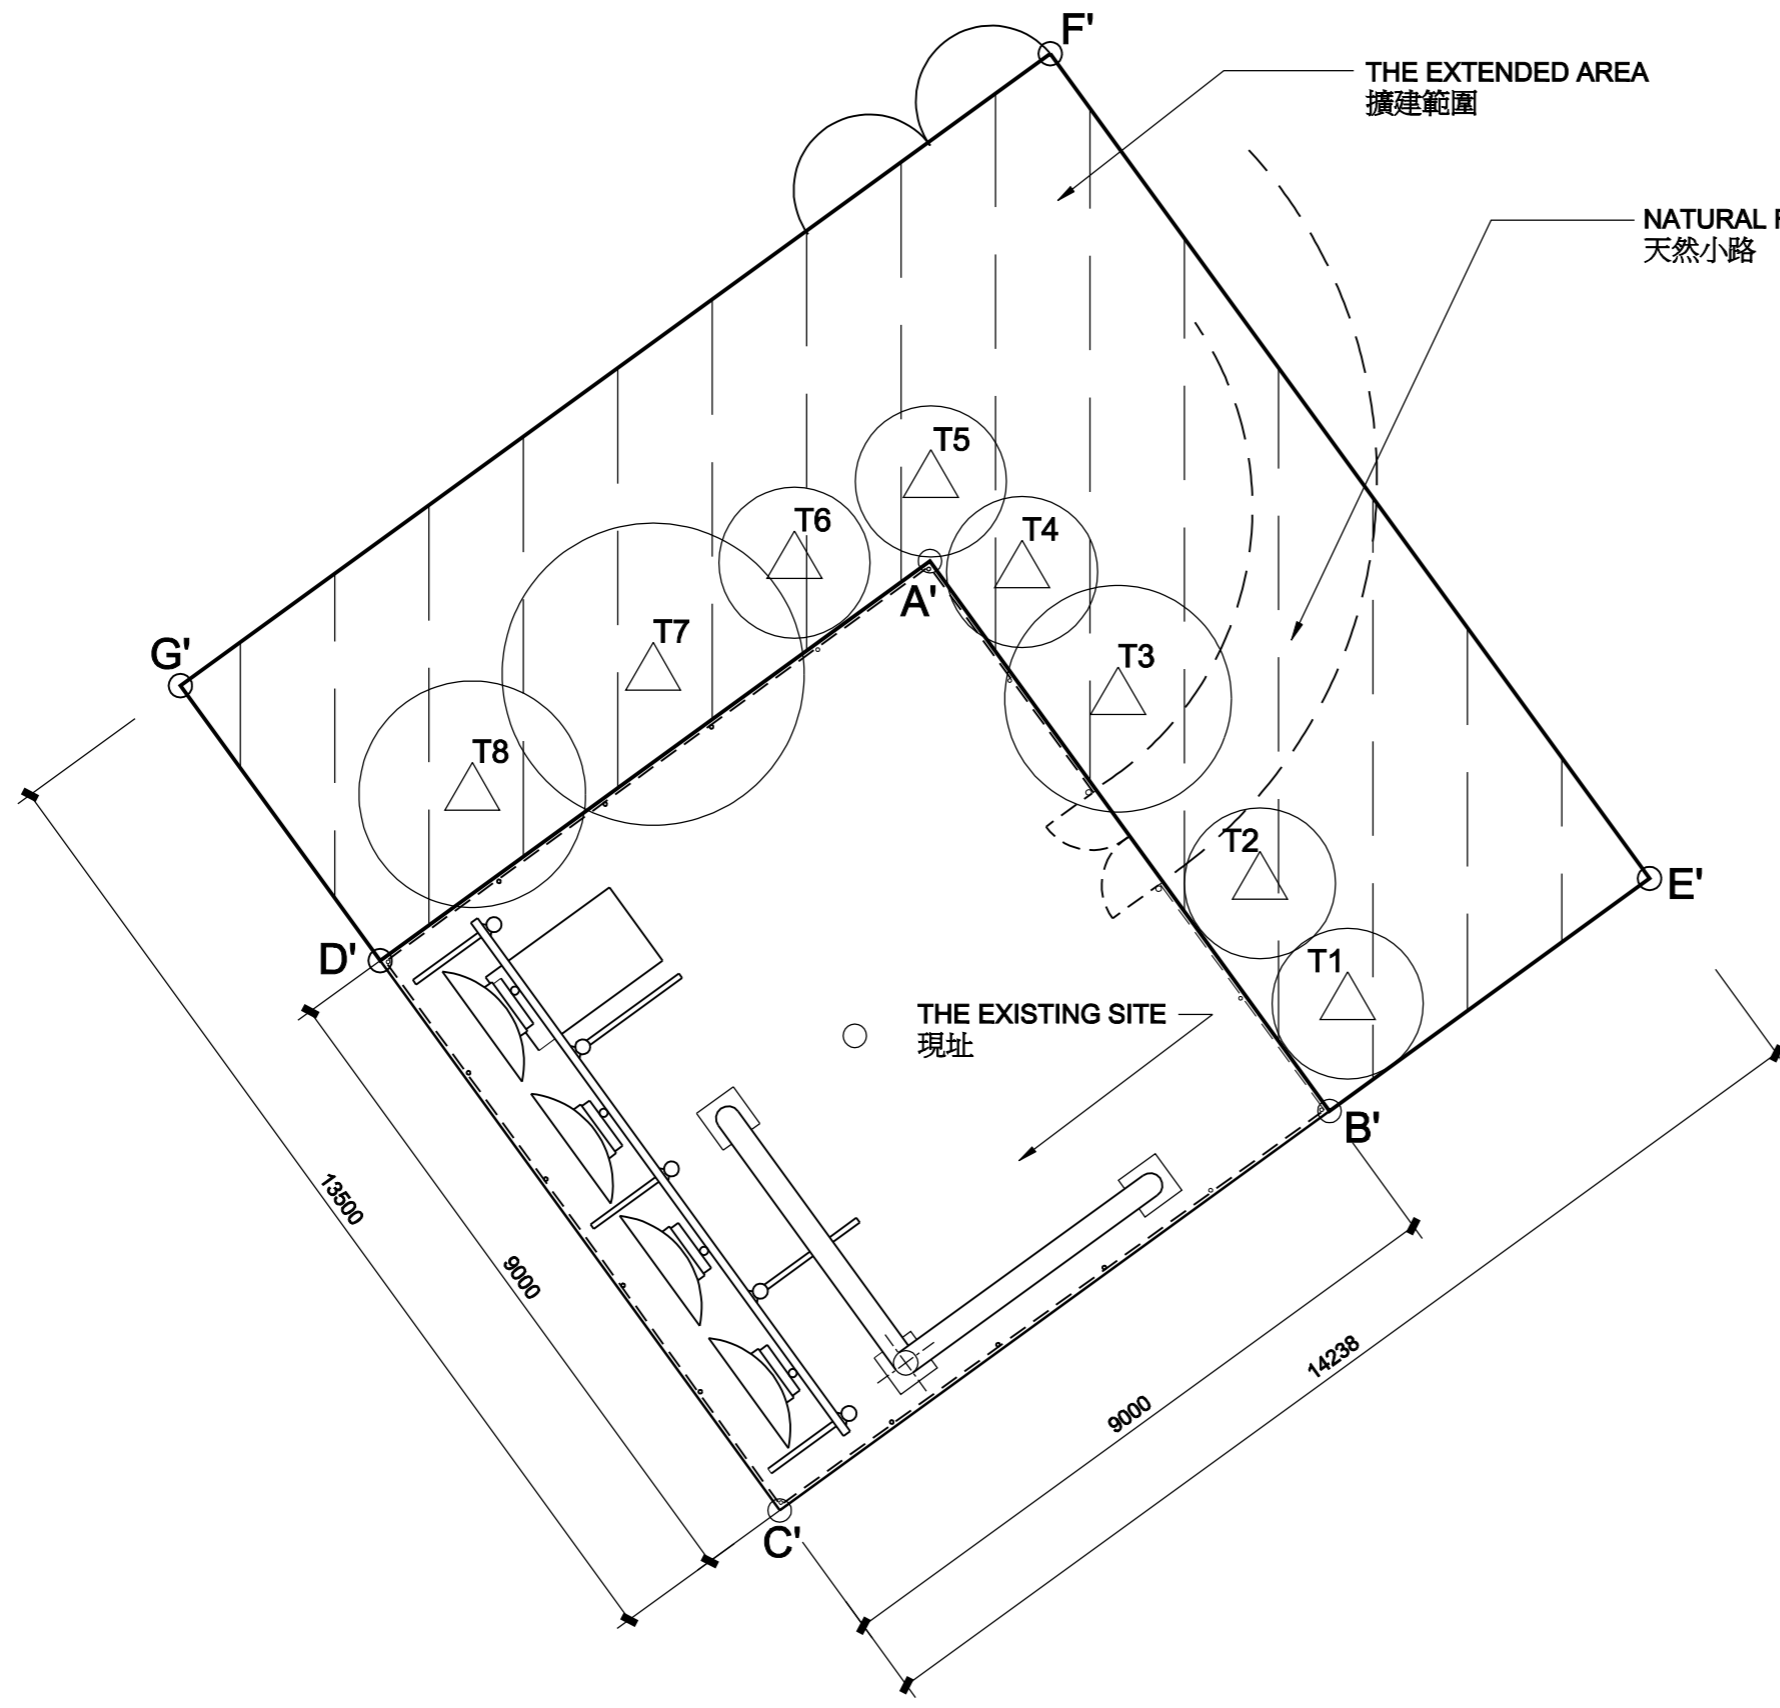 F'
THE EXTENDED AREA
擴建範圍
NATURAL
天然小路
T5
T6
T4
A'
T3
T7
G'
T8
T2
E'
D'
T1
THE EXISTING SITE
現址
B'
13500
9000
14238
9000
C'